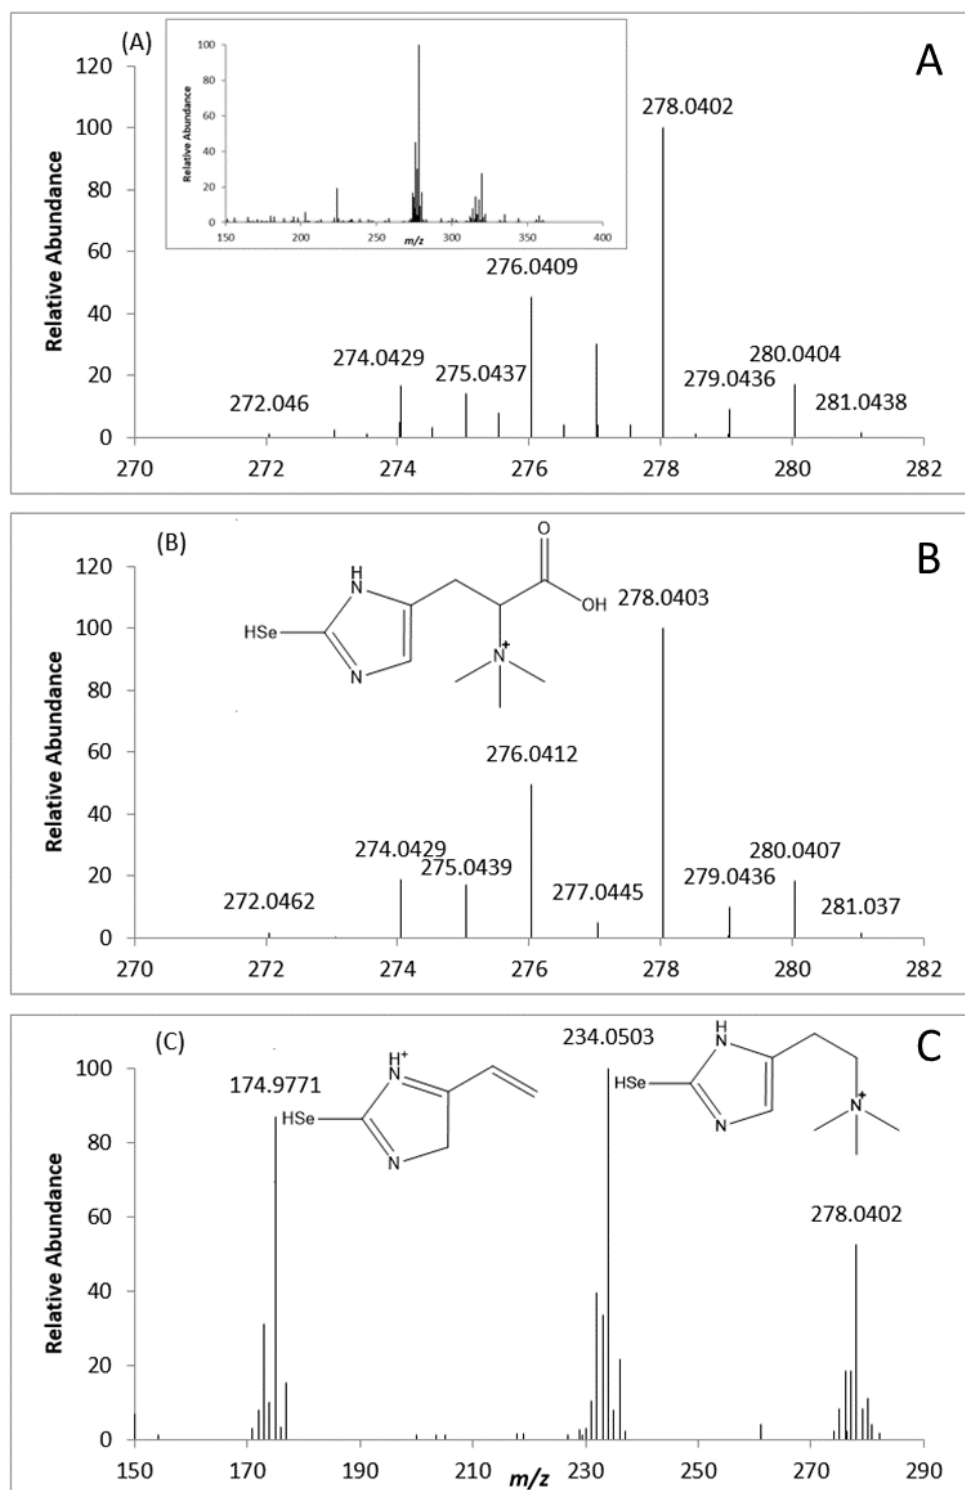 (A)
A
100
80
60
40
20
0
Relative Abundance
150 200 250 300 350 400
m/z
120
100
80
60
40
20
0
Relative Abundance
278.0402
276.0409
274.0429
275.0437
280.0404
279.0436
272.046
281.0438
270 272 274 276 278 280 282
(B)
B
O
H
N
OH
HSe
N
N
+
120
100
80
60
40
20
0
Relative Abundance
278.0403
276.0412
274.0429
275.0439
280.0407
279.0436
277.0445
272.0462
281.037
270 272 274 276 278 280 282
(C)
C
234.0503
174.9771
278.0402
H+
N
HSe
N
H
N
HSe
N
N
+
100
80
60
40
20
0
Relative Abundance
150 170 190 210 230 250 270 290
m/z